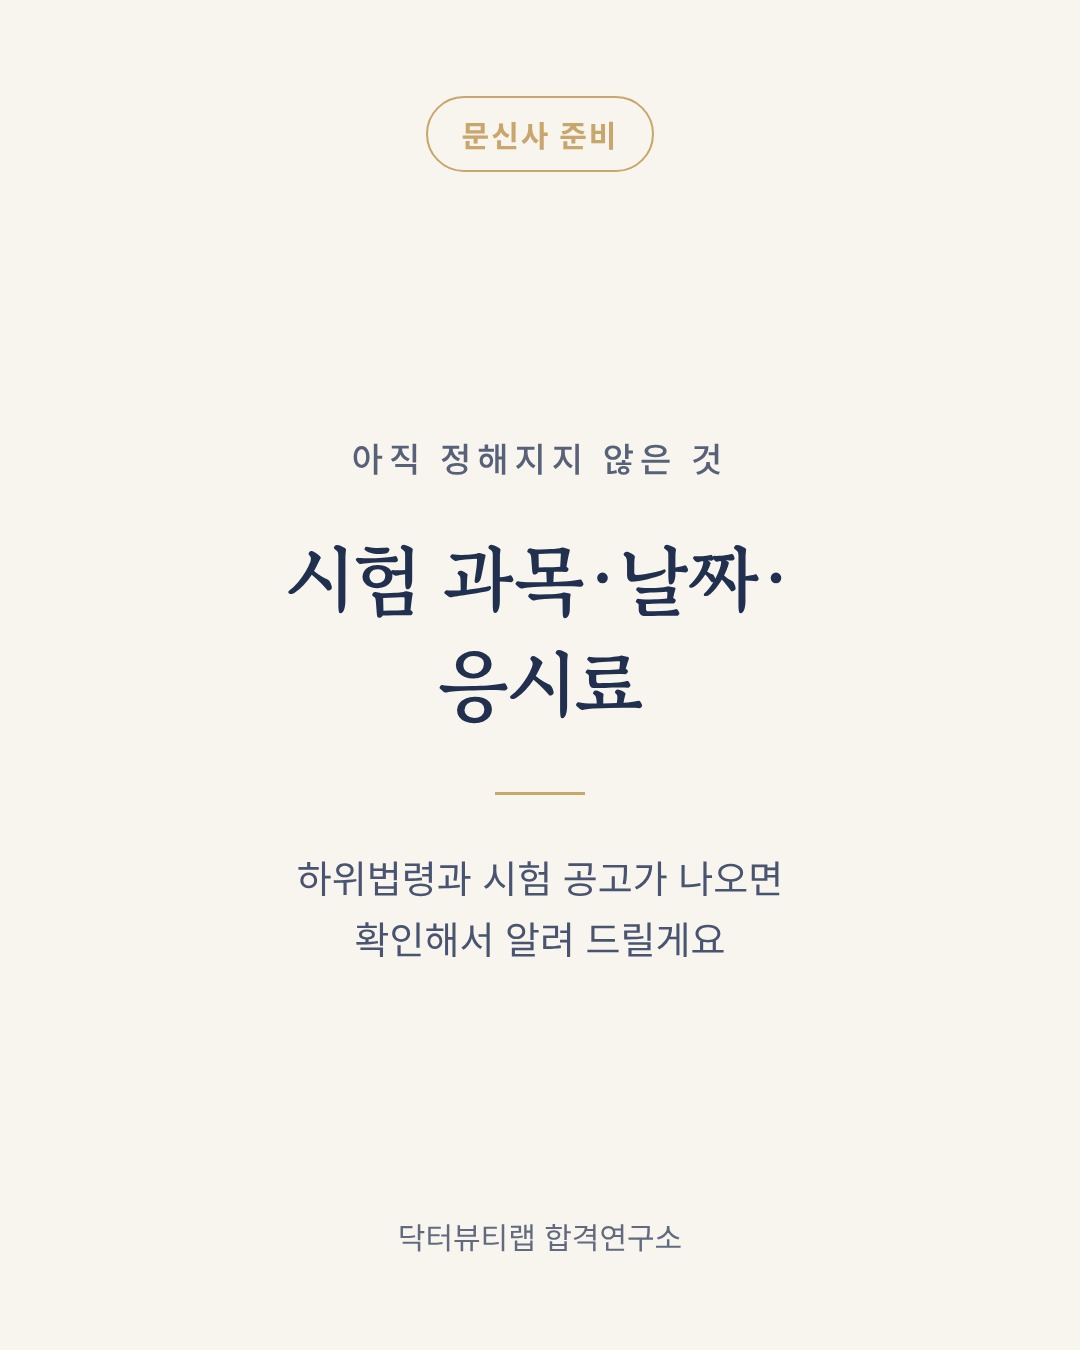 문신사 준비
아직 정해지지 않은 것
시험 과목·날짜·
응시료
하위법령과 시험 공고가 나오면
확인해서 알려 드릴게요
닥터뷰티랩 합격연구소